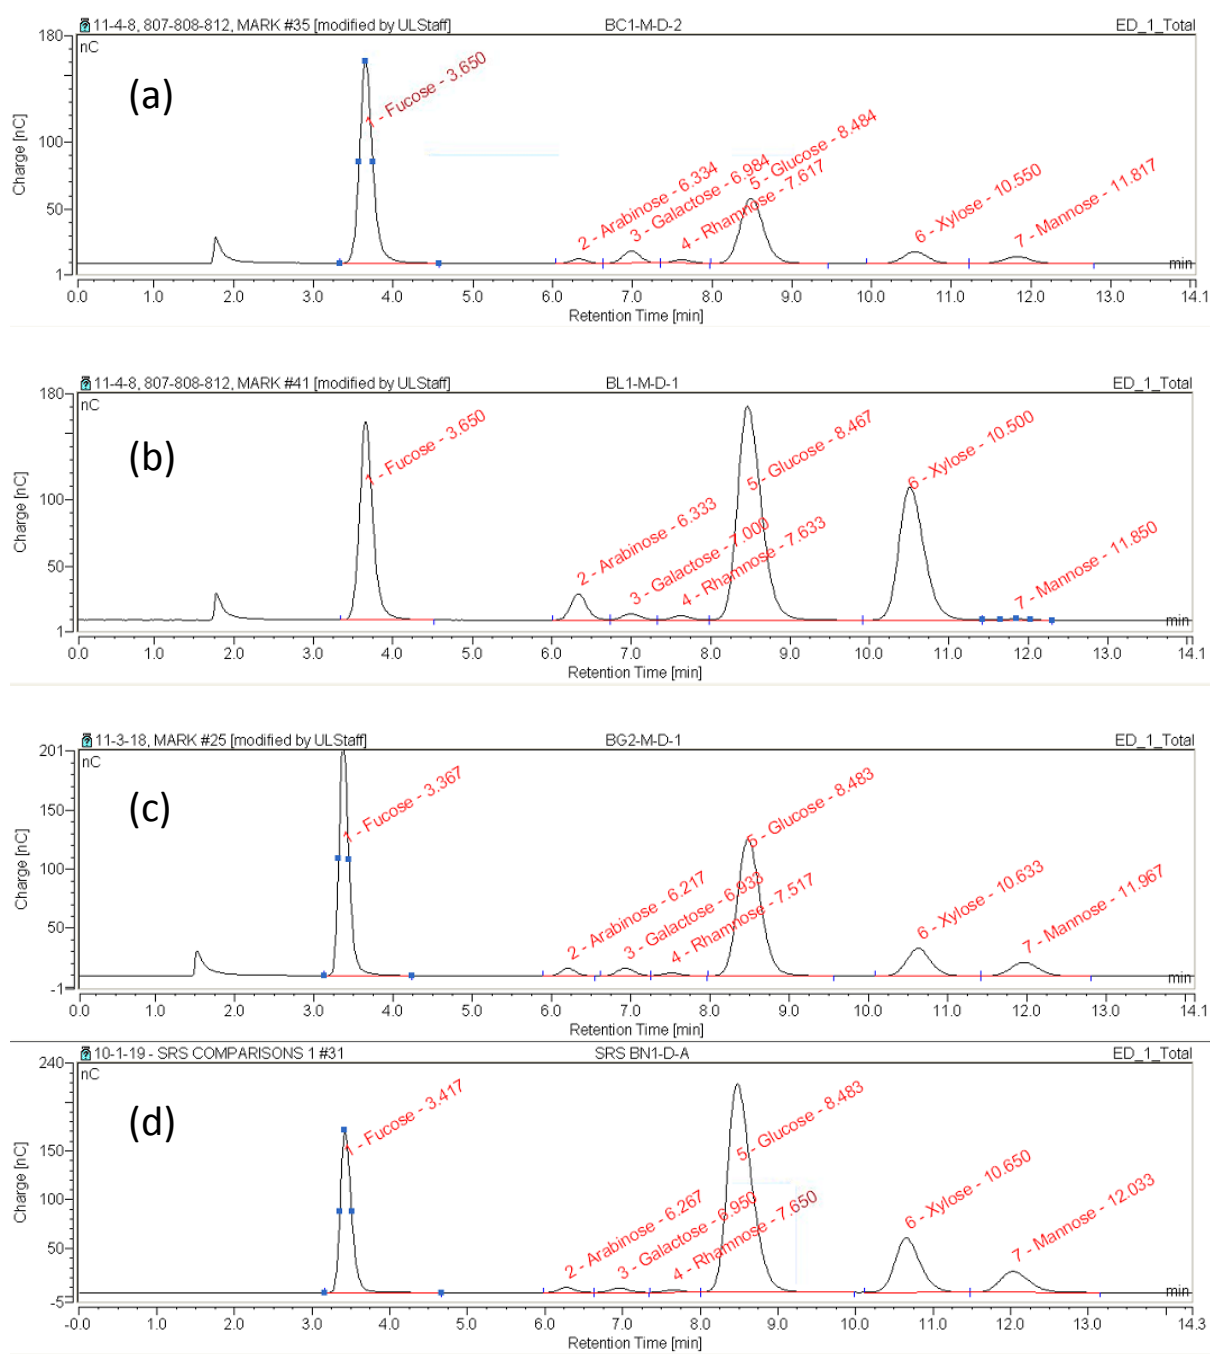 11-4-8, 807-808-812, MARK #35 [modified by ULStaff] BC1-M-D-2 ED_1_Total
180
nC
(a)
1 - Fucose - 3.650
2 - Arabinose - 6.334
3 - Galactose - 6.984
4 - Rhamnose - 7.617
5 - Glucose - 8.484
6 - Xylose - 10.550
7 - Mannose - 11.817
100
50
1
Charge [nC]
min
0.0 1.0 2.0 3.0 4.0 5.0 6.0 7.0 8.0 9.0 10.0 11.0 12.0 13.0 14.1
Retention Time [min]
11-4-8, 807-808-812, MARK #41 [modified by ULStaff] BL1-M-D-1 ED_1_Total
180
nC
(b)
1 - Fucose - 3.650
2 - Arabinose - 6.333
3 - Galactose - 7.000
4 - Rhamnose - 7.633
5 - Glucose - 8.467
6 - Xylose - 10.500
7 - Mannose - 11.850
100
50
1
Charge [nC]
min
0.0 1.0 2.0 3.0 4.0 5.0 6.0 7.0 8.0 9.0 10.0 11.0 12.0 13.0 14.1
Retention Time [min]
11-3-18, MARK #25 [modified by ULStaff] BG2-M-D-1 ED_1_Total
201
nC
(c)
1 - Fucose - 3.367
2 - Arabinose - 6.217
3 - Galactose - 6.933
4 - Rhamnose - 7.517
5 - Glucose - 8.483
6 - Xylose - 10.633
7 - Mannose - 11.967
150
100
50
-1
Charge [nC]
min
0.0 1.0 2.0 3.0 4.0 5.0 6.0 7.0 8.0 9.0 10.0 11.0 12.0 13.0 14.1
Retention Time [min]
10-1-19 - SRS COMPARISONS 1 #31 SRS BN1-D-A ED_1_Total
240
nC
(d)
1 - Fucose - 3.417
2 - Arabinose - 6.267
3 - Galactose - 6.950
4 - Rhamnose - 7.650
5 - Glucose - 8.483
6 - Xylose - 10.650
7 - Mannose - 12.033
150
100
50
-5
Charge [nC]
min
-0.0 1.0 2.0 3.0 4.0 5.0 6.0 7.0 8.0 9.0 10.0 11.0 12.0 13.0 14.3
Retention Time [min]